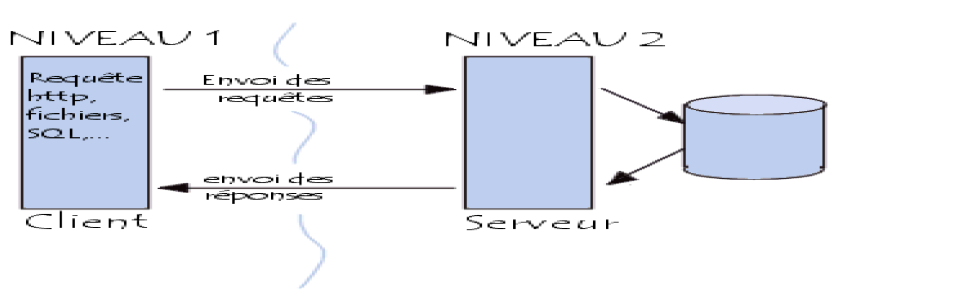 NIVEAU 1
NIVEAU 2
Requête
http,
fichiers,
SQL,...
Envoi des
requêtes
envoi des
réponses
Client
Serveur